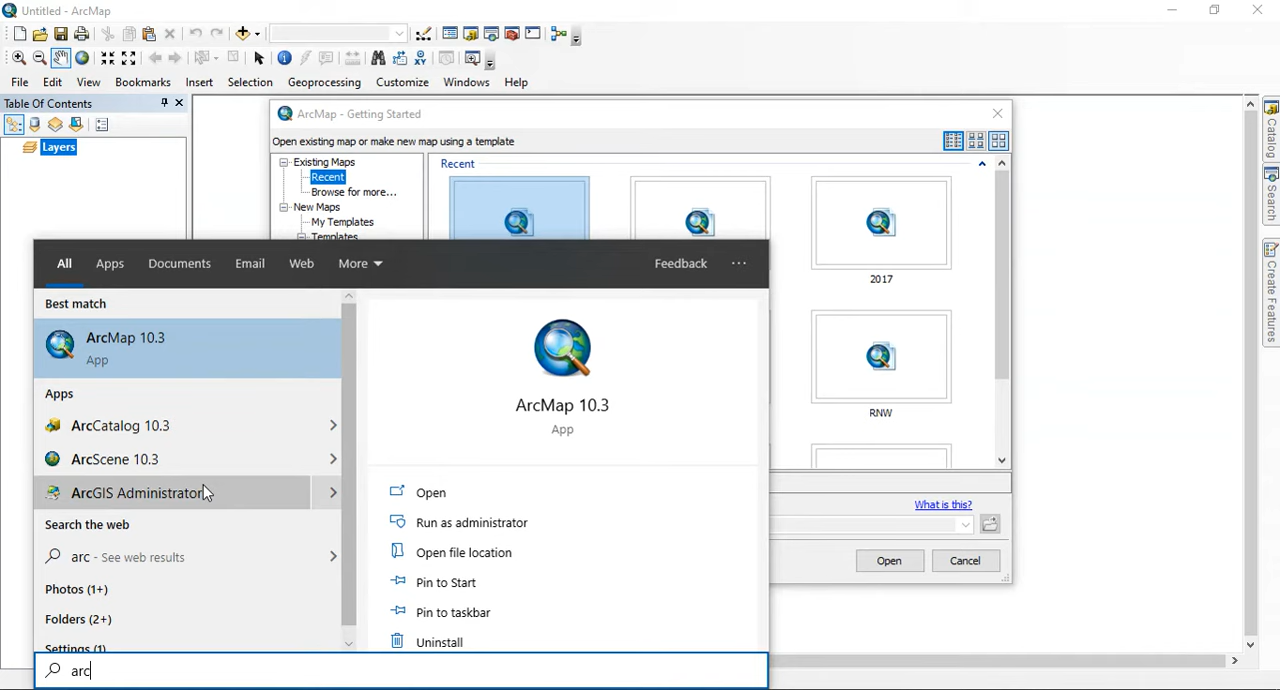 Untitled - ArcMap
File Edit View Bookmarks Insert Selection Geoprocessing Customize Windows Help
Table Of Contents
Layers
ArcMap - Getting Started
Open existing map or make new map using a template
Existing Maps
Recent
Browse for more...
New Maps
My Templates
Templates
Recent
2017
RNW
What is this?
Open Cancel
Catalog
Search
Create Features
All Apps Documents Email Web More Feedback
Best match
ArcMap 10.3
App
Apps
ArcCatalog 10.3
ArcScene 10.3
ArcGIS Administrator
Search the web
arc - See web results
Photos (1+)
Folders (2+)
Settings (1)
ArcMap 10.3
App
Open
Run as administrator
Open file location
Pin to Start
Pin to taskbar
Uninstall
arc